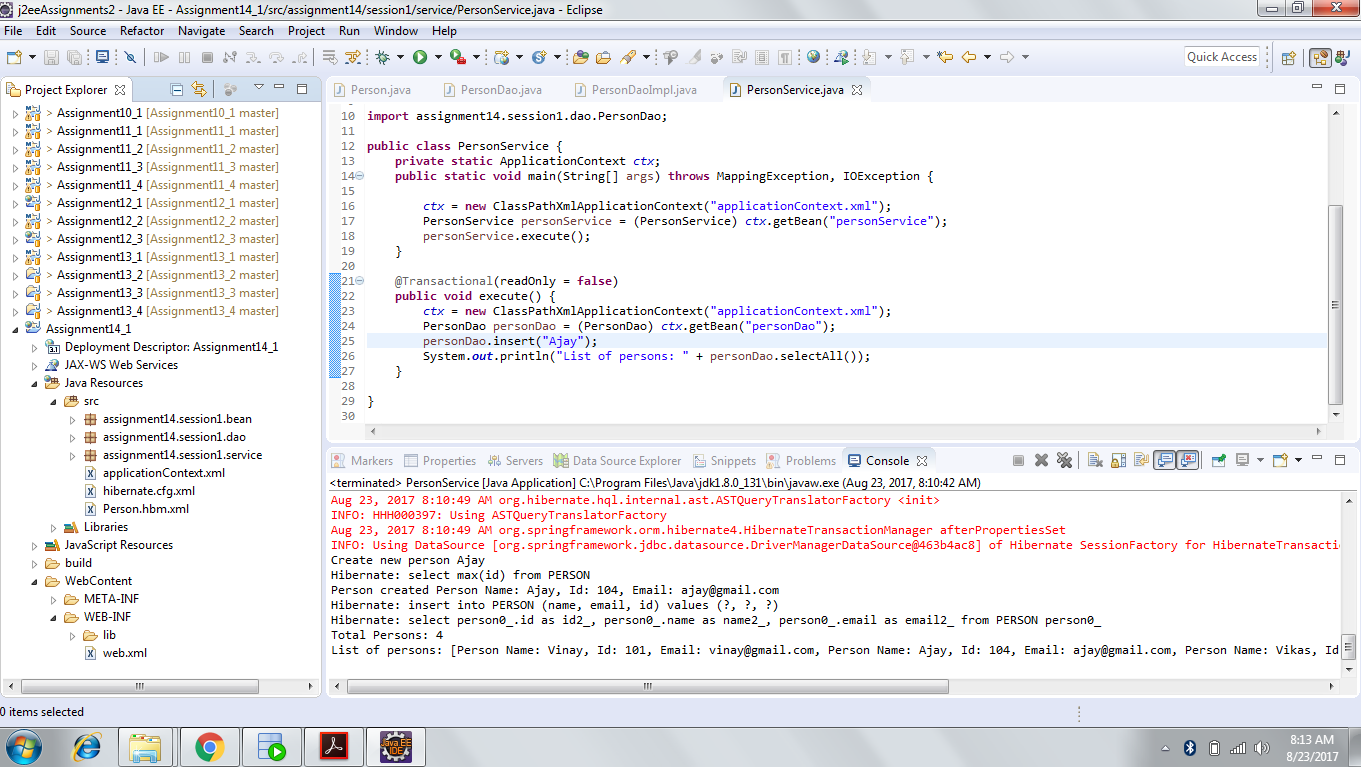 j2eeAssignments2 - Java EE - Assignment14_1/src/assignment14/session1/service/PersonService.java - Eclipse
File Edit Source Refactor Navigate Search Project Run Window Help
Quick Access
Project Explorer
> Assignment10_1 [Assignment10_1 master]
> Assignment11_1 [Assignment11_1 master]
> Assignment11_2 [Assignment11_2 master]
> Assignment11_3 [Assignment11_3 master]
> Assignment11_4 [Assignment11_4 master]
> Assignment12_1 [Assignment12_1 master]
> Assignment12_2 [Assignment12_2 master]
> Assignment12_3 [Assignment12_3 master]
> Assignment13_1 [Assignment13_1 master]
> Assignment13_2 [Assignment13_2 master]
> Assignment13_3 [Assignment13_3 master]
> Assignment13_4 [Assignment13_4 master]
Assignment14_1
Deployment Descriptor: Assignment14_1
JAX-WS Web Services
Java Resources
src
assignment14.session1.bean
assignment14.session1.dao
assignment14.session1.service
applicationContext.xml
hibernate.cfg.xml
Person.hbm.xml
Libraries
JavaScript Resources
build
WebContent
META-INF
WEB-INF
lib
web.xml
Person.java PersonDao.java PersonDaoImpl.java PersonService.java
10 import assignment14.session1.dao.PersonDao;
11
12 public class PersonService {
13 private static ApplicationContext ctx;
14 public static void main(String[] args) throws MappingException, IOException {
15
16 ctx = new ClassPathXmlApplicationContext("applicationContext.xml");
17 PersonService personService = (PersonService) ctx.getBean("personService");
18 personService.execute();
19 }
20
21 @Transactional(readOnly = false)
22 public void execute() {
23 ctx = new ClassPathXmlApplicationContext("applicationContext.xml");
24 PersonDao personDao = (PersonDao) ctx.getBean("personDao");
25 personDao.insert("Ajay");
26 System.out.println("List of persons: " + personDao.selectAll());
27 }
28
29 }
30
Markers Properties Servers Data Source Explorer Snippets Problems Console
<terminated> PersonService [Java Application] C:\Program Files\Java\jdk1.8.0_131\bin\javaw.exe (Aug 23, 2017, 8:10:42 AM)
Aug 23, 2017 8:10:49 AM org.hibernate.hql.internal.ast.ASTQueryTranslatorFactory <init>
INFO: HHH000397: Using ASTQueryTranslatorFactory
Aug 23, 2017 8:10:49 AM org.springframework.orm.hibernate4.HibernateTransactionManager afterPropertiesSet
INFO: Using DataSource [org.springframework.jdbc.datasource.DriverManagerDataSource@463b4ac8] of Hibernate SessionFactory for HibernateTransacti
Create new person Ajay
Hibernate: select max(id) from PERSON
Person created Person Name: Ajay, Id: 104, Email: ajay@gmail.com
Hibernate: insert into PERSON (name, email, id) values (?, ?, ?)
Hibernate: select person0_.id as id2_, person0_.name as name2_, person0_.email as email2_ from PERSON person0_
Total Persons: 4
List of persons: [Person Name: Vinay, Id: 101, Email: vinay@gmail.com, Person Name: Ajay, Id: 104, Email: ajay@gmail.com, Person Name: Vikas, Id
0 items selected
Java EE
IDE
8:13 AM
8/23/2017